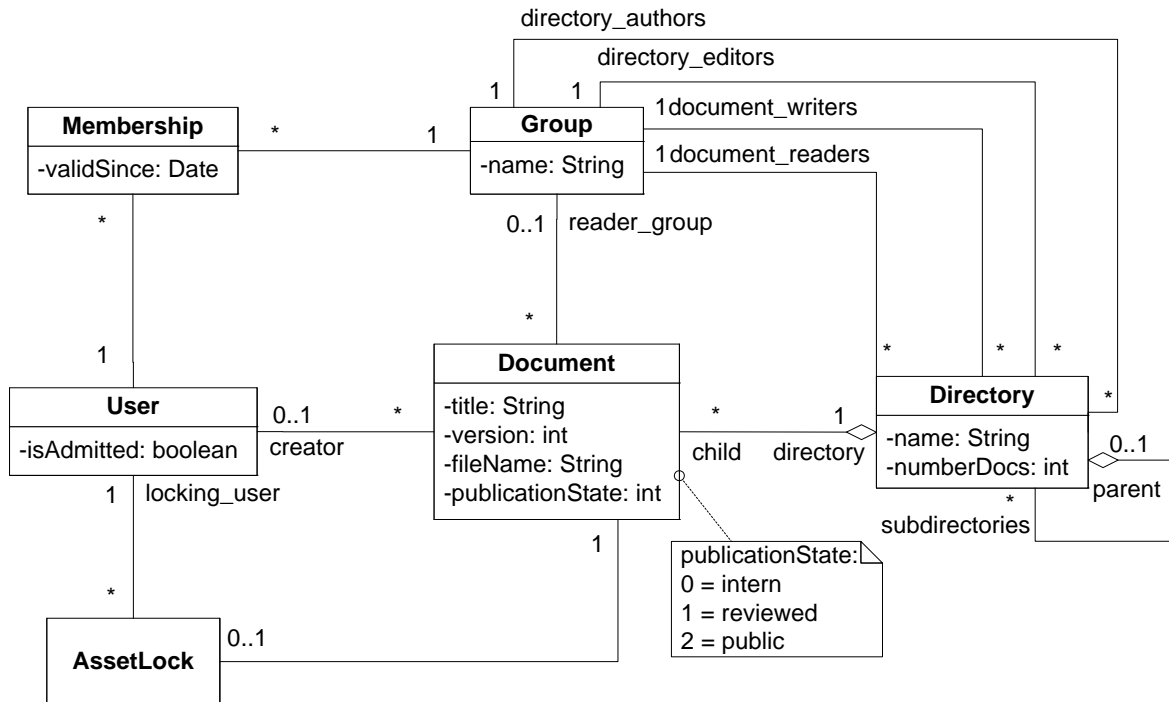 directory_authors
directory_editors
1 1
1document_writers
Membership * 1 Group
-validSince: Date -name: String
1document_readers
* 0..1 reader_group
* * * *
1 Document
User 0..1 * -title: String * 1 Directory *
-isAdmitted: boolean creator -version: int child directory -name: String 0..1
-fileName: String -numberDocs: int
1 locking_user -publicationState: int * parent
subdirectories
1 publicationState:
0 = intern
* 1 = reviewed
0..1 2 = public
AssetLock